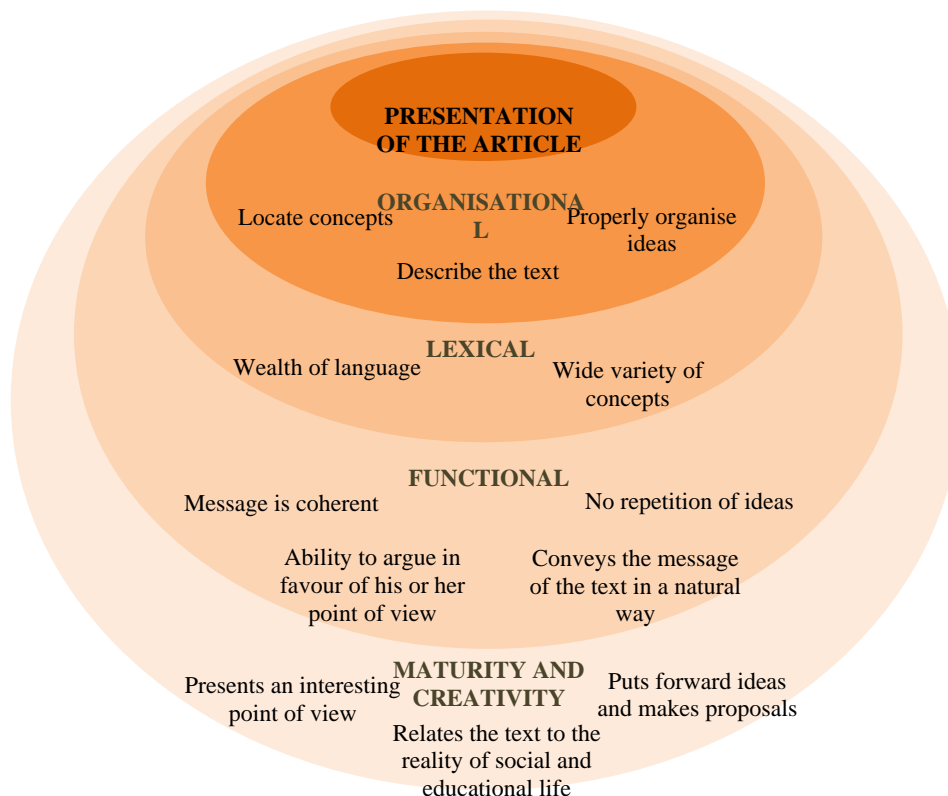 PRESENTATION
OF THE ARTICLE
ORGANISATIONA
L
Locate concepts
Properly organise
ideas
Describe the text
LEXICAL
Wealth of language
Wide variety of
concepts
FUNCTIONAL
Message is coherent
No repetition of ideas
Ability to argue in
favour of his or her
point of view
Conveys the message
of the text in a natural
way
MATURITY AND
CREATIVITY
Presents an interesting
point of view
Puts forward ideas
and makes proposals
Relates the text to the
reality of social and
educational life